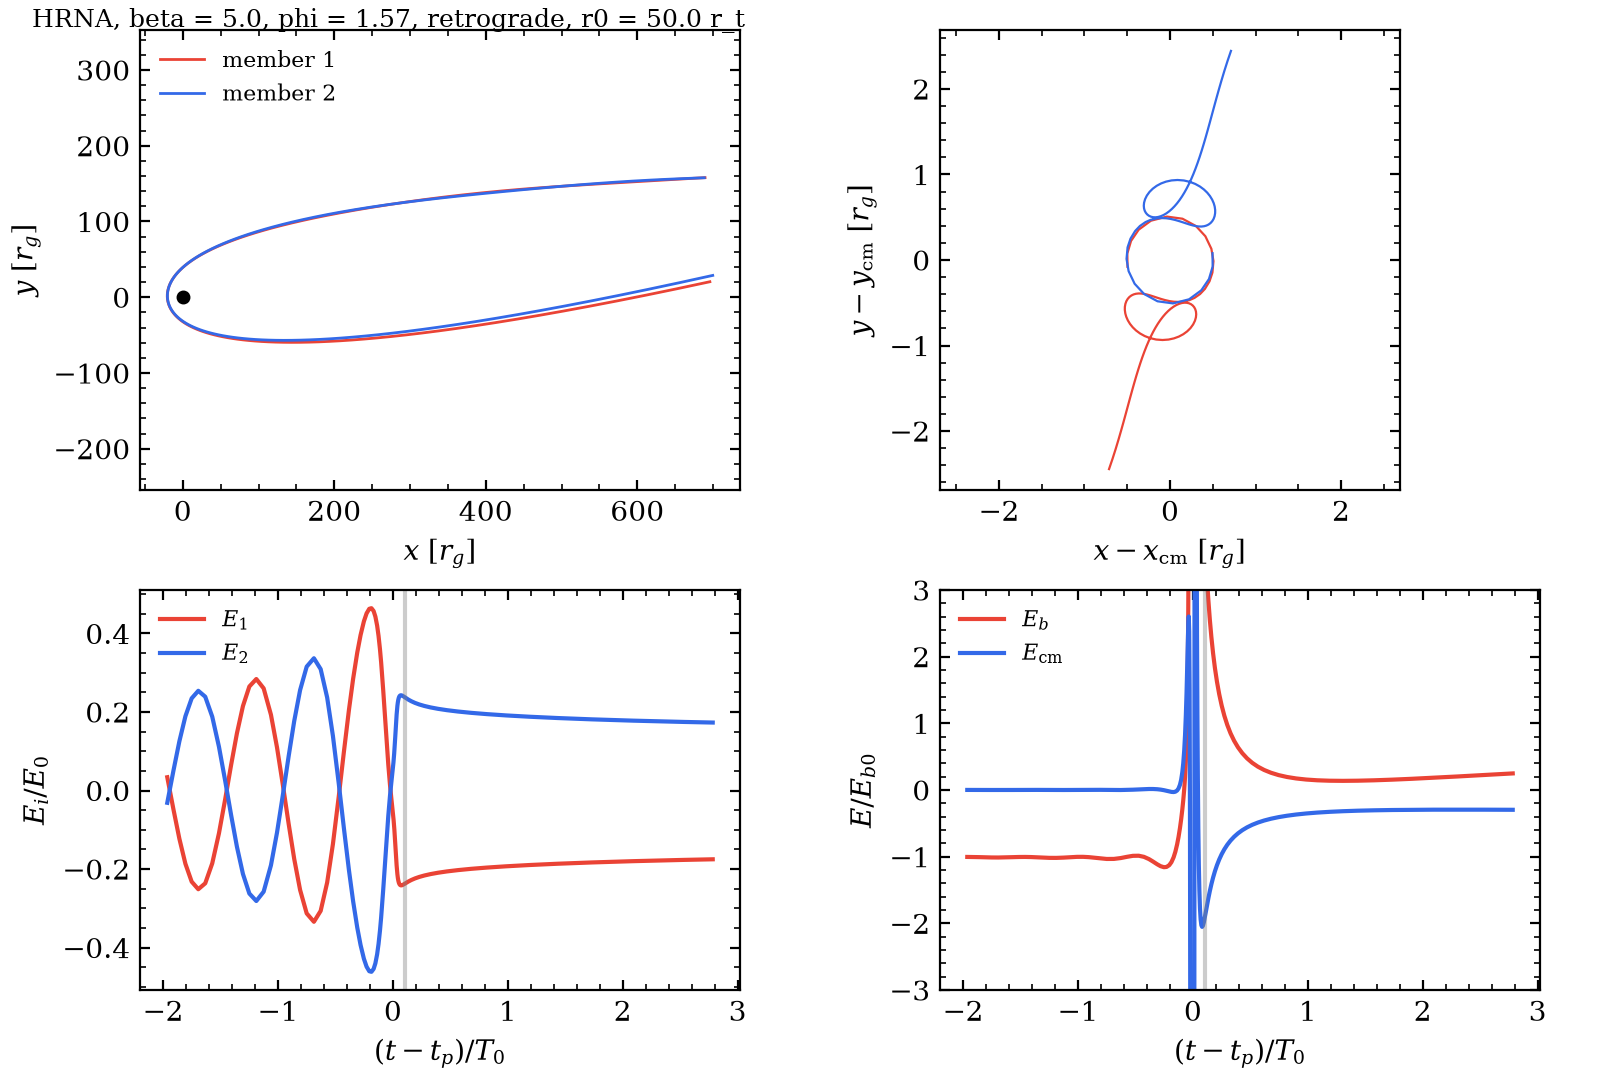 HRNA, beta = 5.0, phi = 1.57, retrograde, r0 = 50.0 r_t
member 1
member 2
300
200
100
0
−100
−200
y [r_g]
0
200
400
600
x [r_g]
2
1
0
−1
−2
y − y_cm [r_g]
−2
0
2
x − x_cm [r_g]
E_1
E_2
0.4
0.2
0.0
−0.2
−0.4
E_i/E_0
−2
−1
0
1
2
3
(t − t_p)/T_0
E_b
E_cm
3
2
1
0
−1
−2
−3
E/E_b0
−2
−1
0
1
2
3
(t − t_p)/T_0